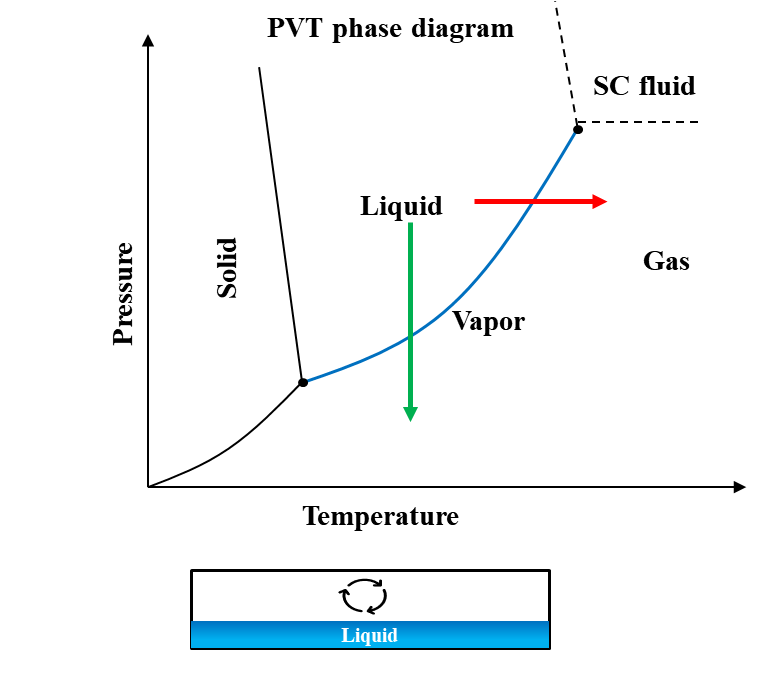 PVT phase diagram
SC fluid
Liquid
Solid
Gas
Pressure
Vapor
Temperature
Liquid